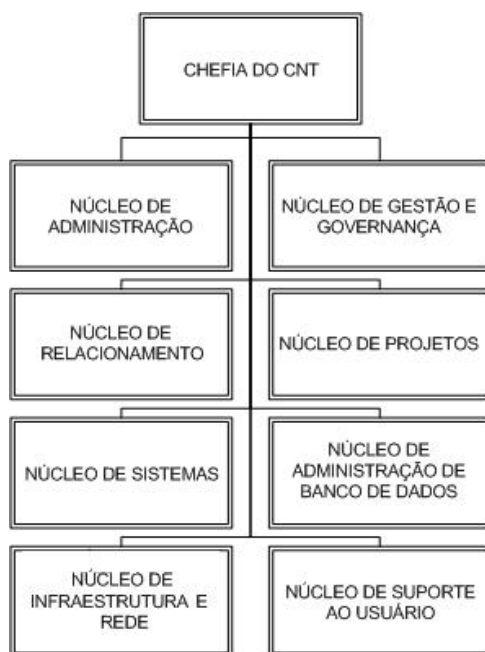 CHEFIA DO CNT
NÚCLEO DE
ADMINISTRAÇÃO
NÚCLEO DE GESTÃO E
GOVERNANÇA
NÚCLEO DE
RELACIONAMENTO
NÚCLEO DE PROJETOS
NÚCLEO DE SISTEMAS
NÚCLEO DE
ADMINISTRAÇÃO DE
BANCO DE DADOS
NÚCLEO DE
INFRAESTRUTURA E
REDE
NÚCLEO DE SUPORTE
AO USUÁRIO